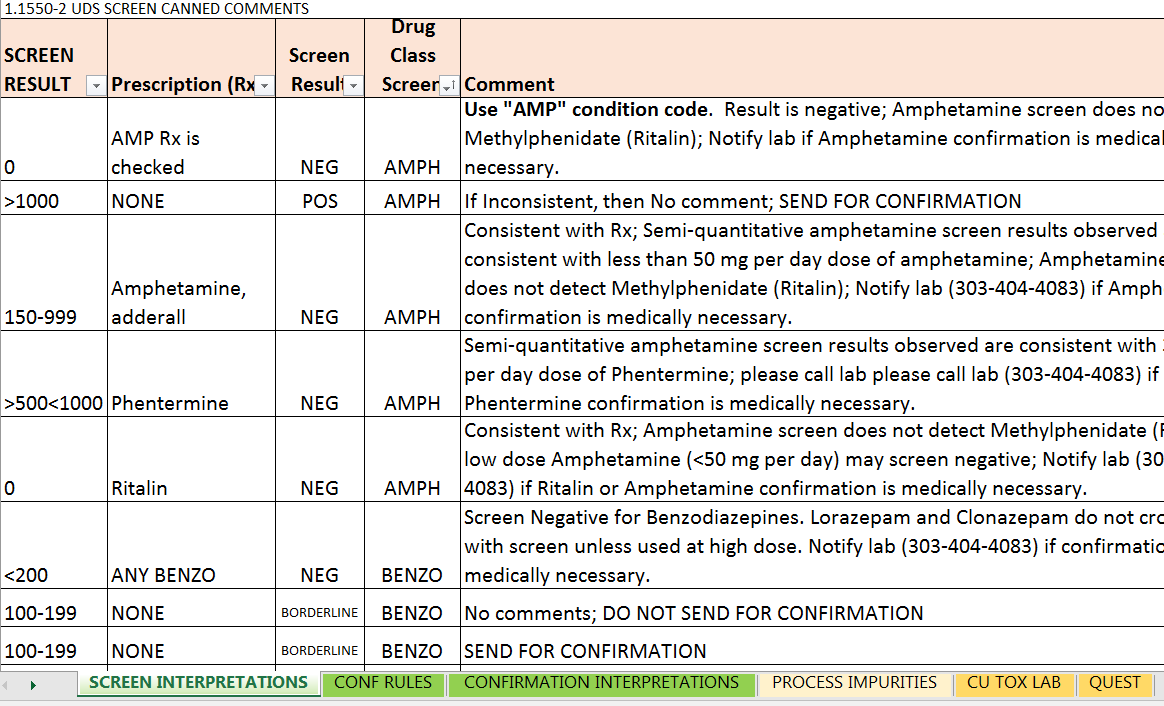 1.1550-2 UDS SCREEN CANNED COMMENTS
SCREEN RESULT Prescription (Rx Screen Result Drug Class Screen Comment
0 AMP Rx is checked NEG AMPH Use "AMP" condition code. Result is negative; Amphetamine screen does no
Methylphenidate (Ritalin); Notify lab if Amphetamine confirmation is medical
necessary.
>1000 NONE POS AMPH If Inconsistent, then No comment; SEND FOR CONFIRMATION
150-999 Amphetamine, adderall NEG AMPH Consistent with Rx; Semi-quantitative amphetamine screen results observed
consistent with less than 50 mg per day dose of amphetamine; Amphetamine
does not detect Methylphenidate (Ritalin); Notify lab (303-404-4083) if Amph
confirmation is medically necessary.
>500<1000 Phentermine NEG AMPH Semi-quantitative amphetamine screen results observed are consistent with
per day dose of Phentermine; please call lab please call lab (303-404-4083) if
Phentermine confirmation is medically necessary.
0 Ritalin NEG AMPH Consistent with Rx; Amphetamine screen does not detect Methylphenidate (
low dose Amphetamine (<50 mg per day) may screen negative; Notify lab (30
4083) if Ritalin or Amphetamine confirmation is medically necessary.
<200 ANY BENZO NEG BENZO Screen Negative for Benzodiazepines. Lorazepam and Clonazepam do not cro
with screen unless used at high dose. Notify lab (303-404-4083) if confirmatio
medically necessary.
100-199 NONE BORDERLINE BENZO No comments; DO NOT SEND FOR CONFIRMATION
100-199 NONE BORDERLINE BENZO SEND FOR CONFIRMATION
SCREEN INTERPRETATIONS CONF RULES CONFIRMATION INTERPRETATIONS PROCESS IMPURITIES CU TOX LAB QUEST